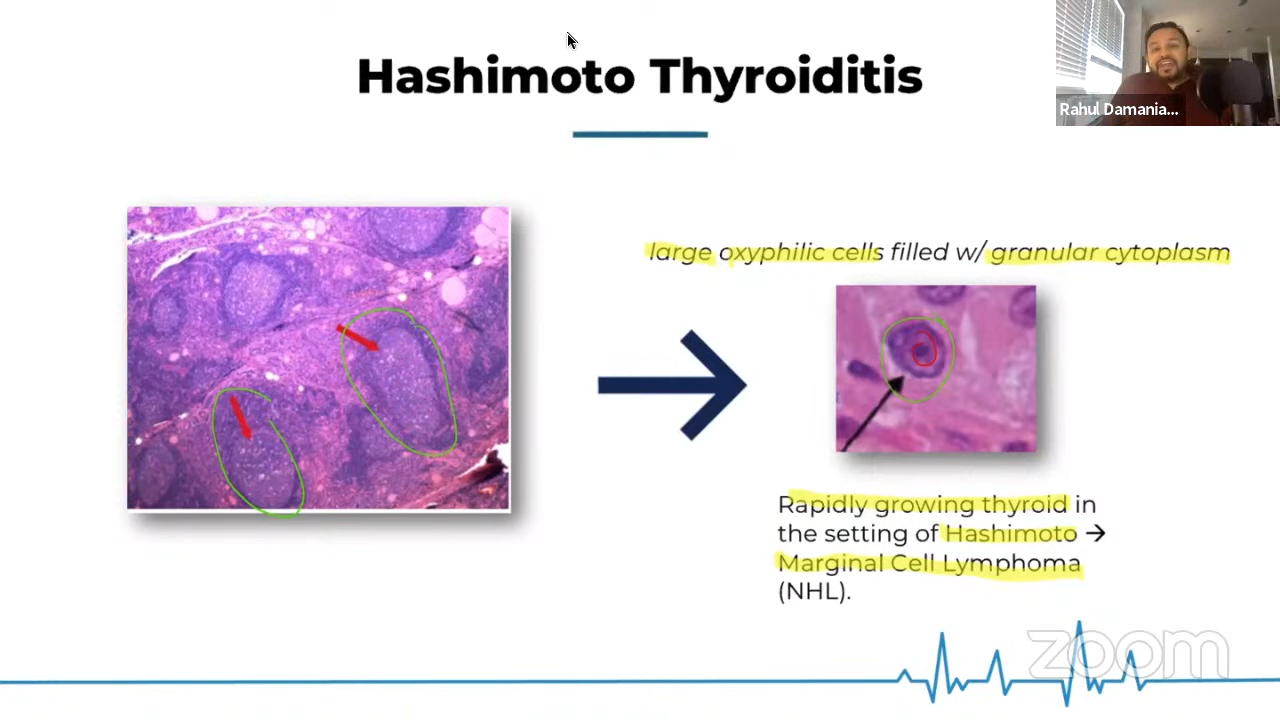 Hashimoto Thyroiditis
Rahul Damania...
large oxyphilic cells filled w/ granular cytoplasm
Rapidly growing thyroid in
the setting of Hashimoto →
Marginal Cell Lymphoma
(NHL).
zoom